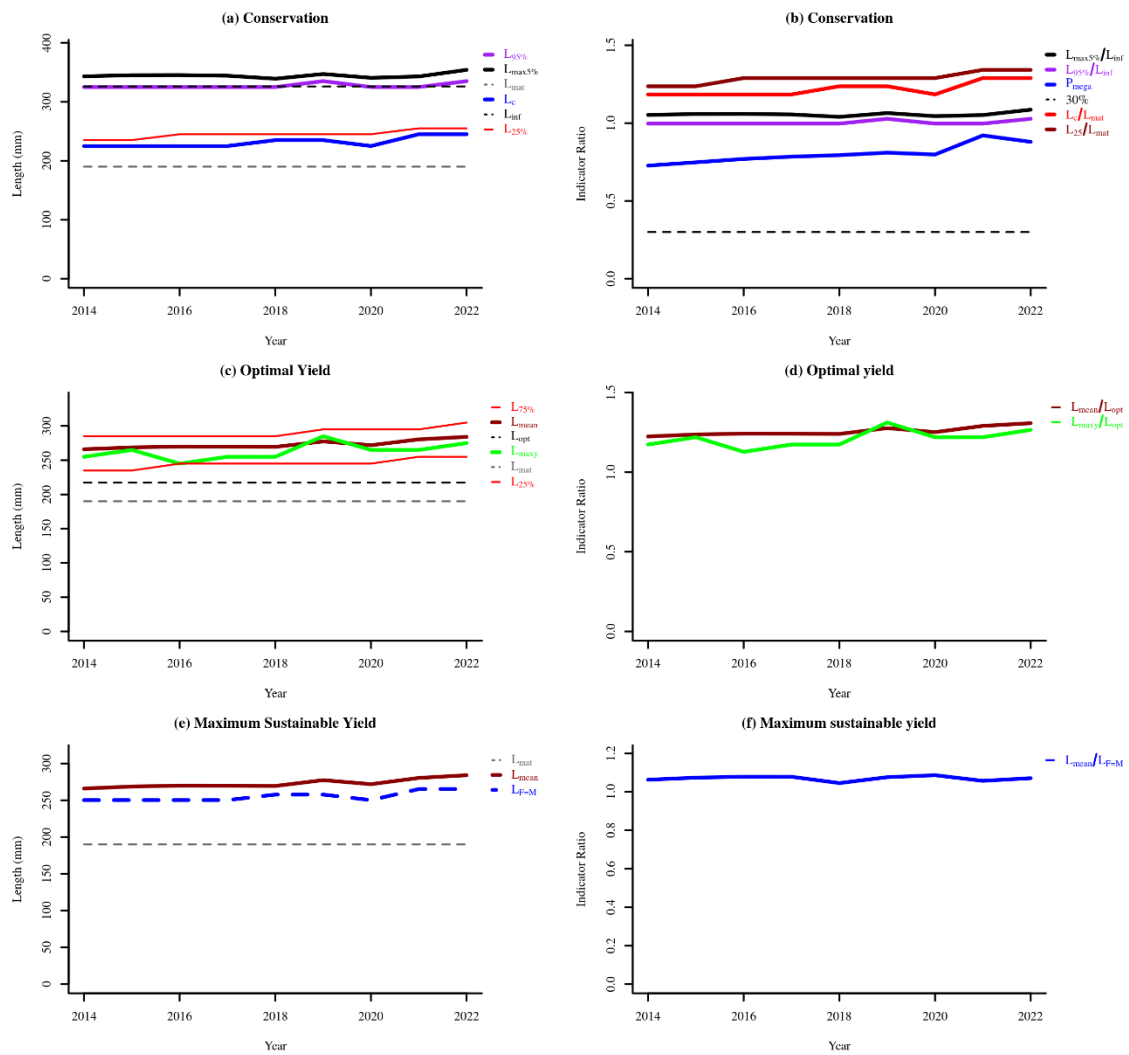 (a) Conservation
Length (mm)
400
300
200
100
0
2014 2016 2018 2020 2022
Year
L95%
Lmax5%
Lmat
Lc
Linf
L25%
(b) Conservation
Indicator Ratio
1.5
1.0
0.5
0.0
2014 2016 2018 2020 2022
Year
Lmax5%/Linf
L95%/Linf
Pmega
30%
Lc/Lmat
L25/Lmat
(c) Optimal Yield
Length (mm)
300
250
200
150
100
50
0
2014 2016 2018 2020 2022
Year
L75%
Lmean
Lopt
Lmaxy
Lmat
L25%
(d) Optimal yield
Indicator Ratio
1.5
1.0
0.5
0.0
2014 2016 2018 2020 2022
Year
Lmean/Lopt
Lmaxy/Lopt
(e) Maximum Sustainable Yield
Length (mm)
300
250
200
150
100
50
0
2014 2016 2018 2020 2022
Year
Lmat
Lmean
LF=M
(f) Maximum sustainable yield
Indicator Ratio
1.2
1.0
0.8
0.6
0.4
0.2
0.0
2014 2016 2018 2020 2022
Year
Lmean/LF=M